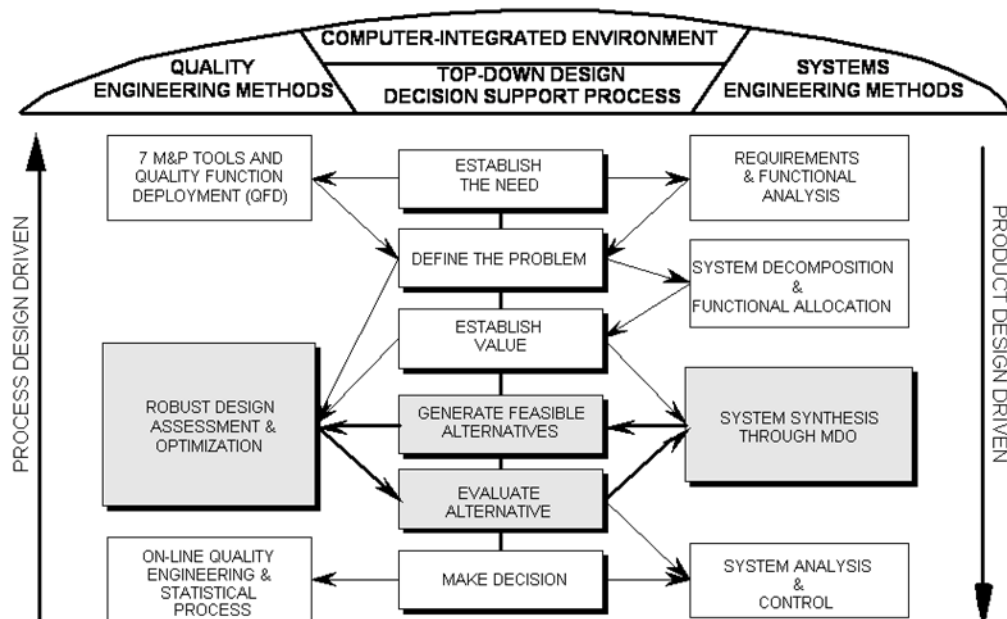 COMPUTER-INTEGRATED ENVIRONMENT
QUALITY
ENGINEERING METHODS
TOP-DOWN DESIGN
DECISION SUPPORT PROCESS
SYSTEMS
ENGINEERING METHODS
PROCESS DESIGN DRIVEN
7 M&P TOOLS AND
QUALITY FUNCTION
DEPLOYMENT (QFD)
ESTABLISH
THE NEED
REQUIREMENTS
& FUNCTIONAL
ANALYSIS
DEFINE THE PROBLEM
SYSTEM DECOMPOSITION
&
FUNCTIONAL ALLOCATION
ESTABLISH
VALUE
ROBUST DESIGN
ASSESSMENT &
OPTIMIZATION
GENERATE FEASIBLE
ALTERNATIVES
SYSTEM SYNTHESIS
THROUGH MDO
EVALUATE
ALTERNATIVE
ON-LINE QUALITY
ENGINEERING &
STATISTICAL
PROCESS
MAKE DECISION
SYSTEM ANALYSIS
&
CONTROL
PRODUCT DESIGN DRIVEN